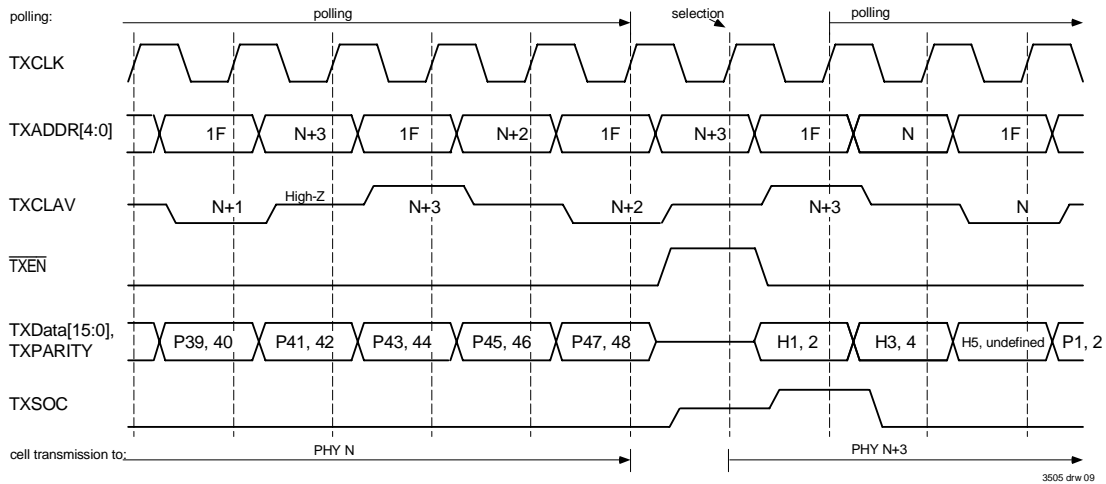 polling: polling selection polling
TXCLK
TXADDR[4:0] 1F N+3 1F N+2 1F N+3 1F N 1F
TXCLAV N+1 High-Z N+3 N+2 N+3 N
TXEN
TXData[15:0],
TXPARITY P39, 40 P41, 42 P43, 44 P45, 46 P47, 48 H1, 2 H3, 4 H5, undefined P1, 2
TXSOC
cell transmission to: PHY N PHY N+3
3505 drw 09